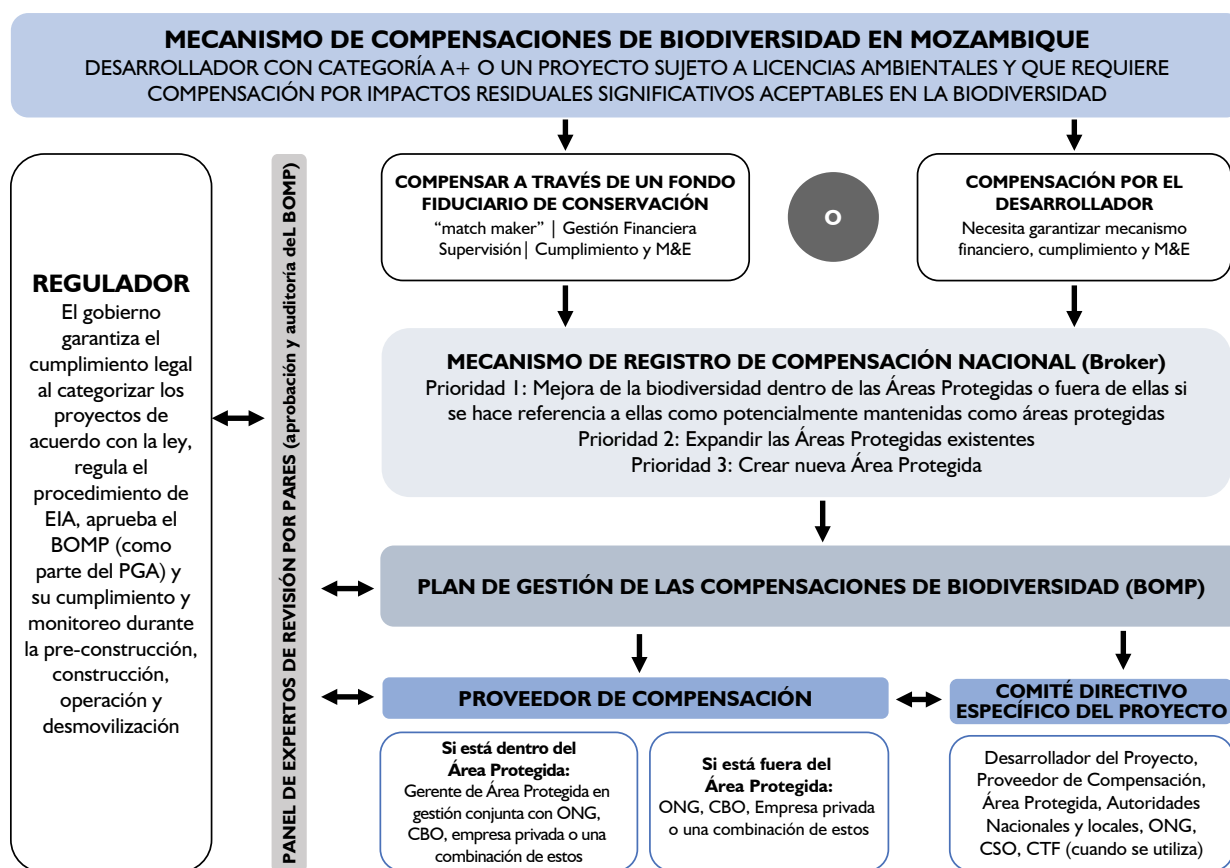 MECANISMO DE COMPENSACIONES DE BIODIVERSIDAD EN MOZAMBIQUE
DESARROLLADOR CON CATEGORÍA A+ O UN PROYECTO SUJETO A LICENCIAS AMBIENTALES Y QUE REQUIERE
COMPENSACIÓN POR IMPACTOS RESIDUALES SIGNIFICATIVOS ACEPTABLES EN LA BIODIVERSIDAD
REGULADOR
El gobierno
garantiza el
cumplimiento legal
al categorizar los
proyectos de
acuerdo con la ley,
regula el
procedimiento de
EIA, aprueba el
BOMP (como
parte del PGA) y
su cumplimiento y
monitoreo durante
la pre-construcción,
construcción,
operación y
desmovilización
PANEL DE EXPERTOS DE REVISIÓN POR PARES (aprobación y auditoría deL BOMP)
COMPENSAR A TRAVÉS DE UN FONDO
FIDUCIARIO DE CONSERVACIÓN
“match maker” | Gestión Financiera
Supervisión| Cumplimiento y M&E
O
COMPENSACIÓN POR EL
DESARROLLADOR
Necesita garantizar mecanismo
financiero, cumplimiento y M&E
MECANISMO DE REGISTRO DE COMPENSACIÓN NACIONAL (Broker)
Prioridad 1: Mejora de la biodiversidad dentro de las Áreas Protegidas o fuera de ellas si
se hace referencia a ellas como potencialmente mantenidas como áreas protegidas
Prioridad 2: Expandir las Áreas Protegidas existentes
Prioridad 3: Crear nueva Área Protegida
PLAN DE GESTIÓN DE LAS COMPENSACIONES DE BIODIVERSIDAD (BOMP)
PROVEEDOR DE COMPENSACIÓN
Si está dentro del
Área Protegida:
Gerente de Área Protegida en
gestión conjunta con ONG,
CBO, empresa privada o una
combinación de estos
Si está fuera del
Área Protegida:
ONG, CBO, Empresa privada
o una combinación de estos
COMITÉ DIRECTIVO
ESPECÍFICO DEL PROYECTO
Desarrollador del Proyecto,
Proveedor de Compensación,
Área Protegida, Autoridades
Nacionales y locales, ONG,
CSO, CTF (cuando se utiliza)